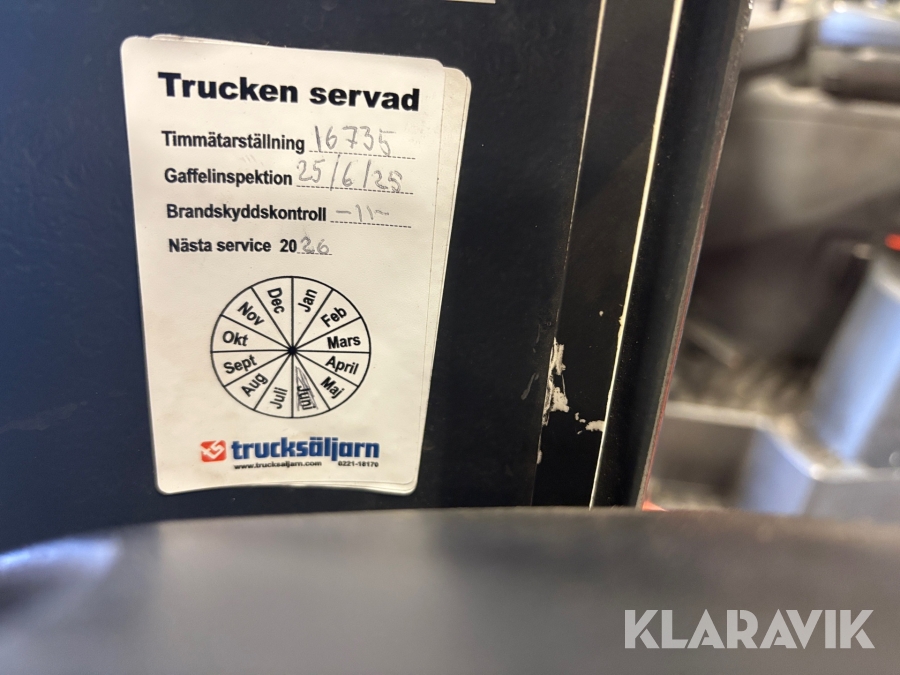 Trucken servad
Timmätarställning 16735
Gaffelinspektion 25/6/25
Brandskyddskontroll -11-
Nästa service 2026
Jan
Feb
Mars
April
Maj
Juni
Juli
Aug
Sept
Okt
Nov
Dec
trucksäljarn
www.trucksaljarn.com 0221-18170
KLARAVIK